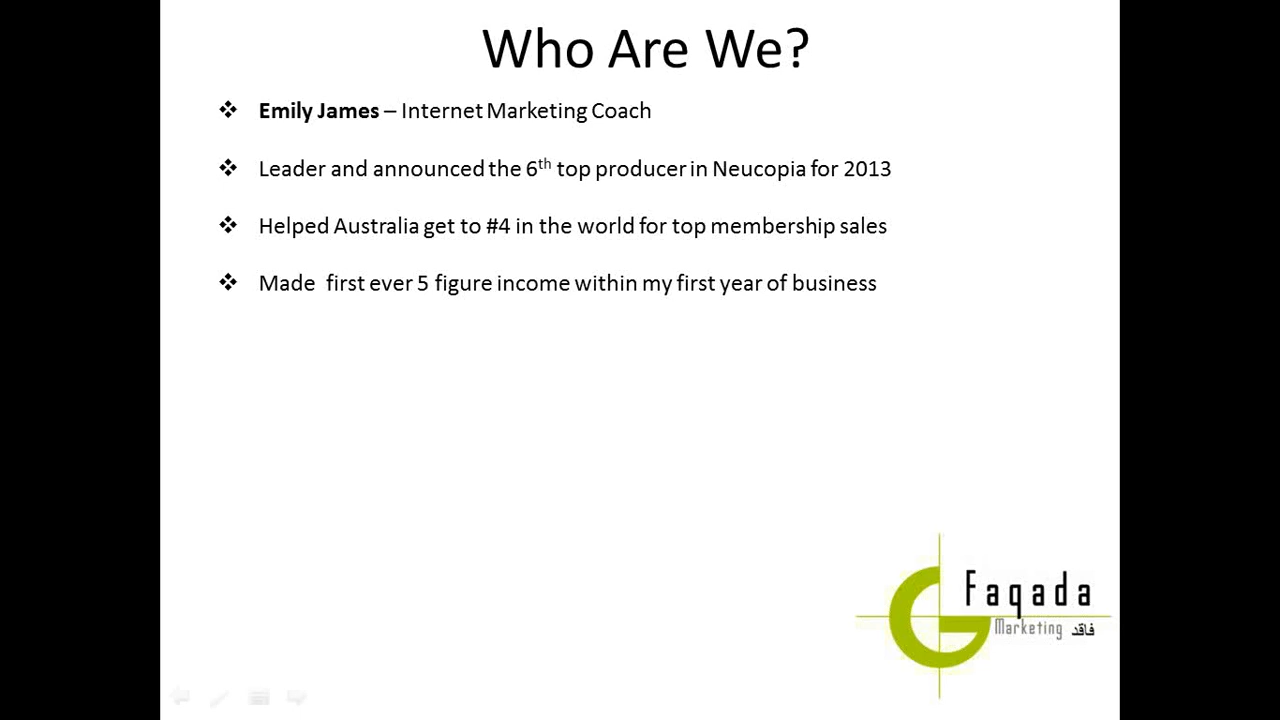 Who Are We?
❖ Emily James – Internet Marketing Coach
❖ Leader and announced the 6th top producer in Neucopia for 2013
❖ Helped Australia get to #4 in the world for top membership sales
❖ Made  first ever 5 figure income within my first year of business
Faqada
Marketing فاقد